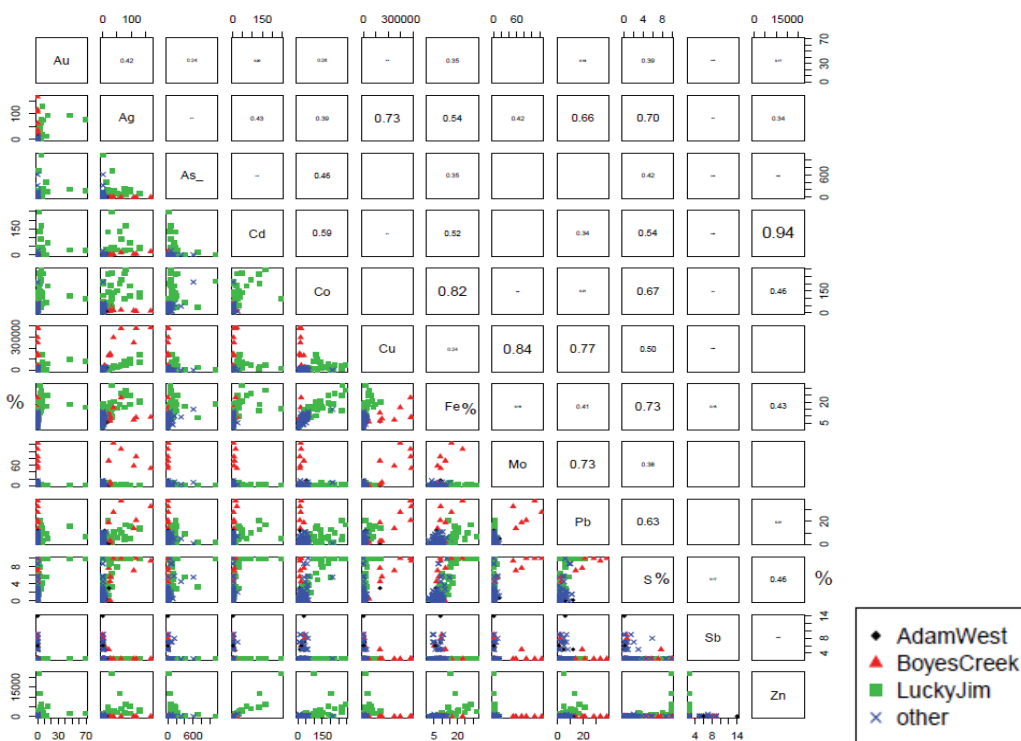 0 100 0 150 0 300000 0 60 0 4 8 0 15000
Au 0.42 0.35 0.39 0 30 70
0 100 Ag 0.43 0.39 0.73 0.54 0.42 0.66 0.70 0.34
As_ 0.46 0.35 0.42 0 600
0 150 Cd 0.59 0.52 0.34 0.54 0.94
Co 0.82 0.67 0.46 0 150
0 300000 Cu 0.24 0.84 0.77 0.50
% Fe% 0.41 0.73 0.43 5 20
0 60 Mo 0.73 0.38
Pb 0.63 0 20
0 4 8 S% 0.46 %
Sb 4 8 14
0 15000 Zn
0 30 70 0 600 0 150 5 20 0 20 4 8 14
AdamWest
BoyesCreek
LuckyJim
other